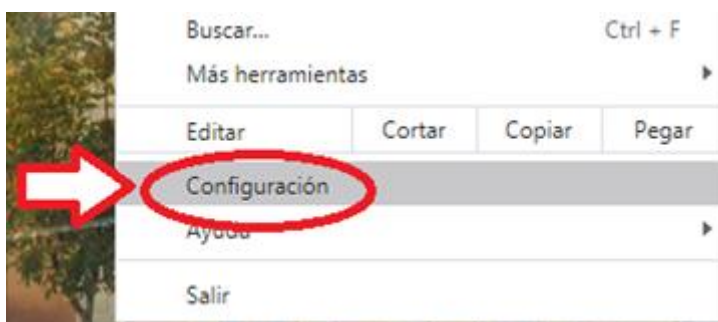 Buscar... Ctrl + F
Más herramientas
Editar Cortar Copiar Pegar
Configuración
Ayuda
Salir